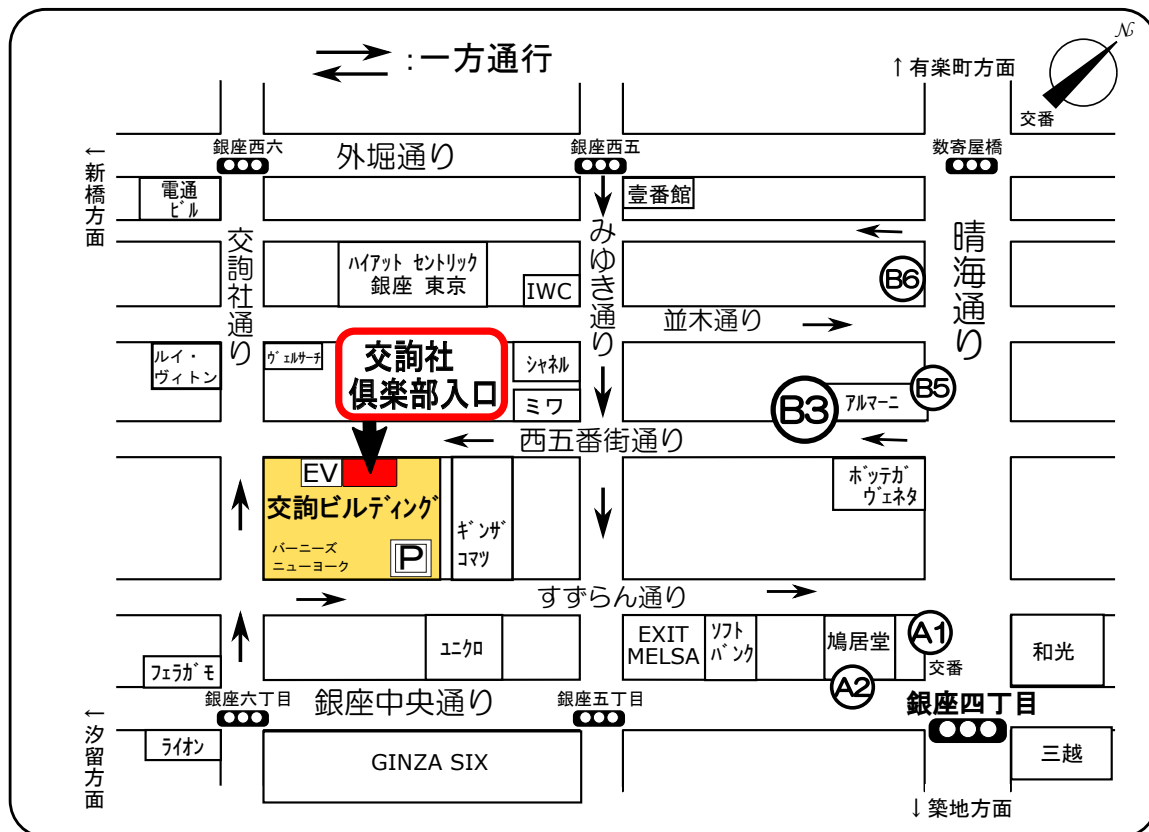 :一方通行
↑有楽町方面
N
交番
銀座西六
外堀通り
銀座西五
数寄屋橋
←新橋方面
電通
ビル
壹番館
交詢社通り
みゆき通り
晴海通り
ハイアット セントリック
銀座 東京
IWC
B6
並木通り
ルイ・
ヴィトン
ヴェルサーチ
交詢社
倶楽部入口
シャネル
ミワ
B3
アルマーニ
B5
西五番街通り
EV
交詢ビルディング
バーニーズ
ニューヨーク
P
ギンザ
コマツ
ボッテガ
ヴェネタ
すずらん通り
フェラガモ
ユニクロ
EXIT
MELSA
ソフト
バンク
鳩居堂
A1
交番
A2
和光
銀座六丁目
銀座中央通り
銀座五丁目
銀座四丁目
←汐留方面
ライオン
GINZA SIX
三越
↓築地方面